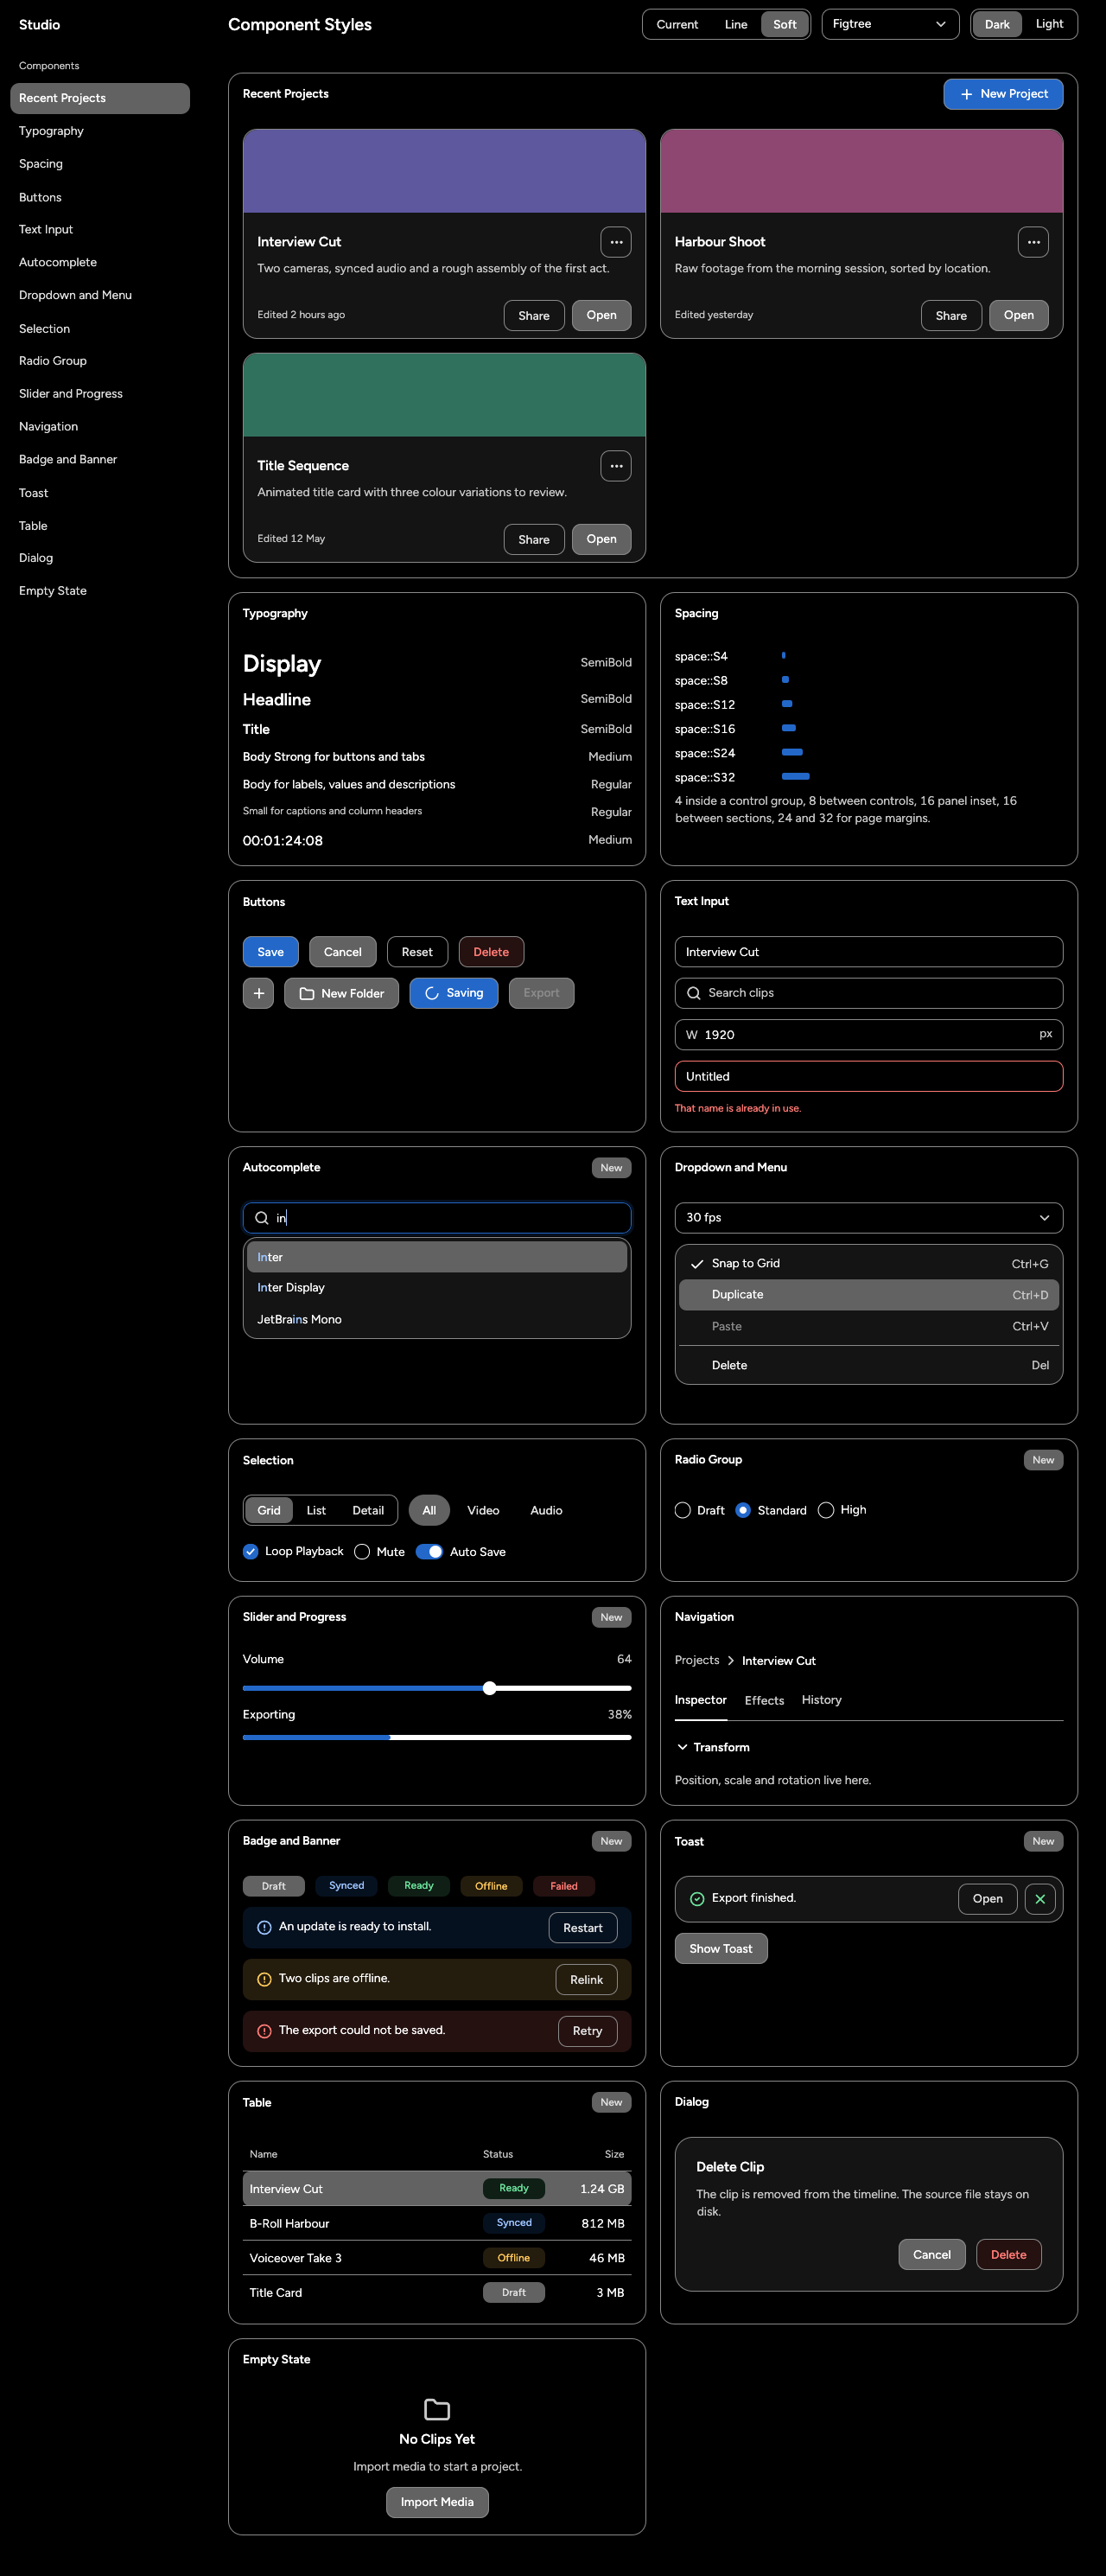 Studio
Components
Recent Projects
Typography
Spacing
Buttons
Text Input
Autocomplete
Dropdown and Menu
Selection
Radio Group
Slider and Progress
Navigation
Badge and Banner
Toast
Table
Dialog
Empty State
Component Styles
Current Line Soft
Figtree
Dark Light
Recent Projects
New Project
Interview Cut
Two cameras, synced audio and a rough assembly of the first act.
Edited 2 hours ago
Share Open
Harbour Shoot
Raw footage from the morning session, sorted by location.
Edited yesterday
Share Open
Title Sequence
Animated title card with three colour variations to review.
Edited 12 May
Share Open
Typography
Display SemiBold
Headline SemiBold
Title SemiBold
Body Strong for buttons and tabs Medium
Body for labels, values and descriptions Regular
Small for captions and column headers Regular
00:01:24:08 Medium
Spacing
space::S4
space::S8
space::S12
space::S16
space::S24
space::S32
4 inside a control group, 8 between controls, 16 panel inset, 16
between sections, 24 and 32 for page margins.
Buttons
Save Cancel Reset Delete
New Folder Saving Export
Text Input
Interview Cut
Search clips
W 1920 px
Untitled
That name is already in use.
Autocomplete New
in
Inter
Inter Display
JetBrains Mono
Dropdown and Menu
30 fps
Snap to Grid Ctrl+G
Duplicate Ctrl+D
Paste Ctrl+V
Delete Del
Selection
Grid List Detail All Video Audio
Loop Playback Mute Auto Save
Radio Group New
Draft Standard High
Slider and Progress New
Volume 64
Exporting 38%
Navigation
Projects Interview Cut
Inspector Effects History
Transform
Position, scale and rotation live here.
Badge and Banner New
Draft Synced Ready Offline Failed
An update is ready to install. Restart
Two clips are offline. Relink
The export could not be saved. Retry
Toast New
Export finished. Open
Show Toast
Table New
Name Status Size
Interview Cut Ready 1.24 GB
B-Roll Harbour Synced 812 MB
Voiceover Take 3 Offline 46 MB
Title Card Draft 3 MB
Dialog
Delete Clip
The clip is removed from the timeline. The source file stays on
disk.
Cancel Delete
Empty State
No Clips Yet
Import media to start a project.
Import Media